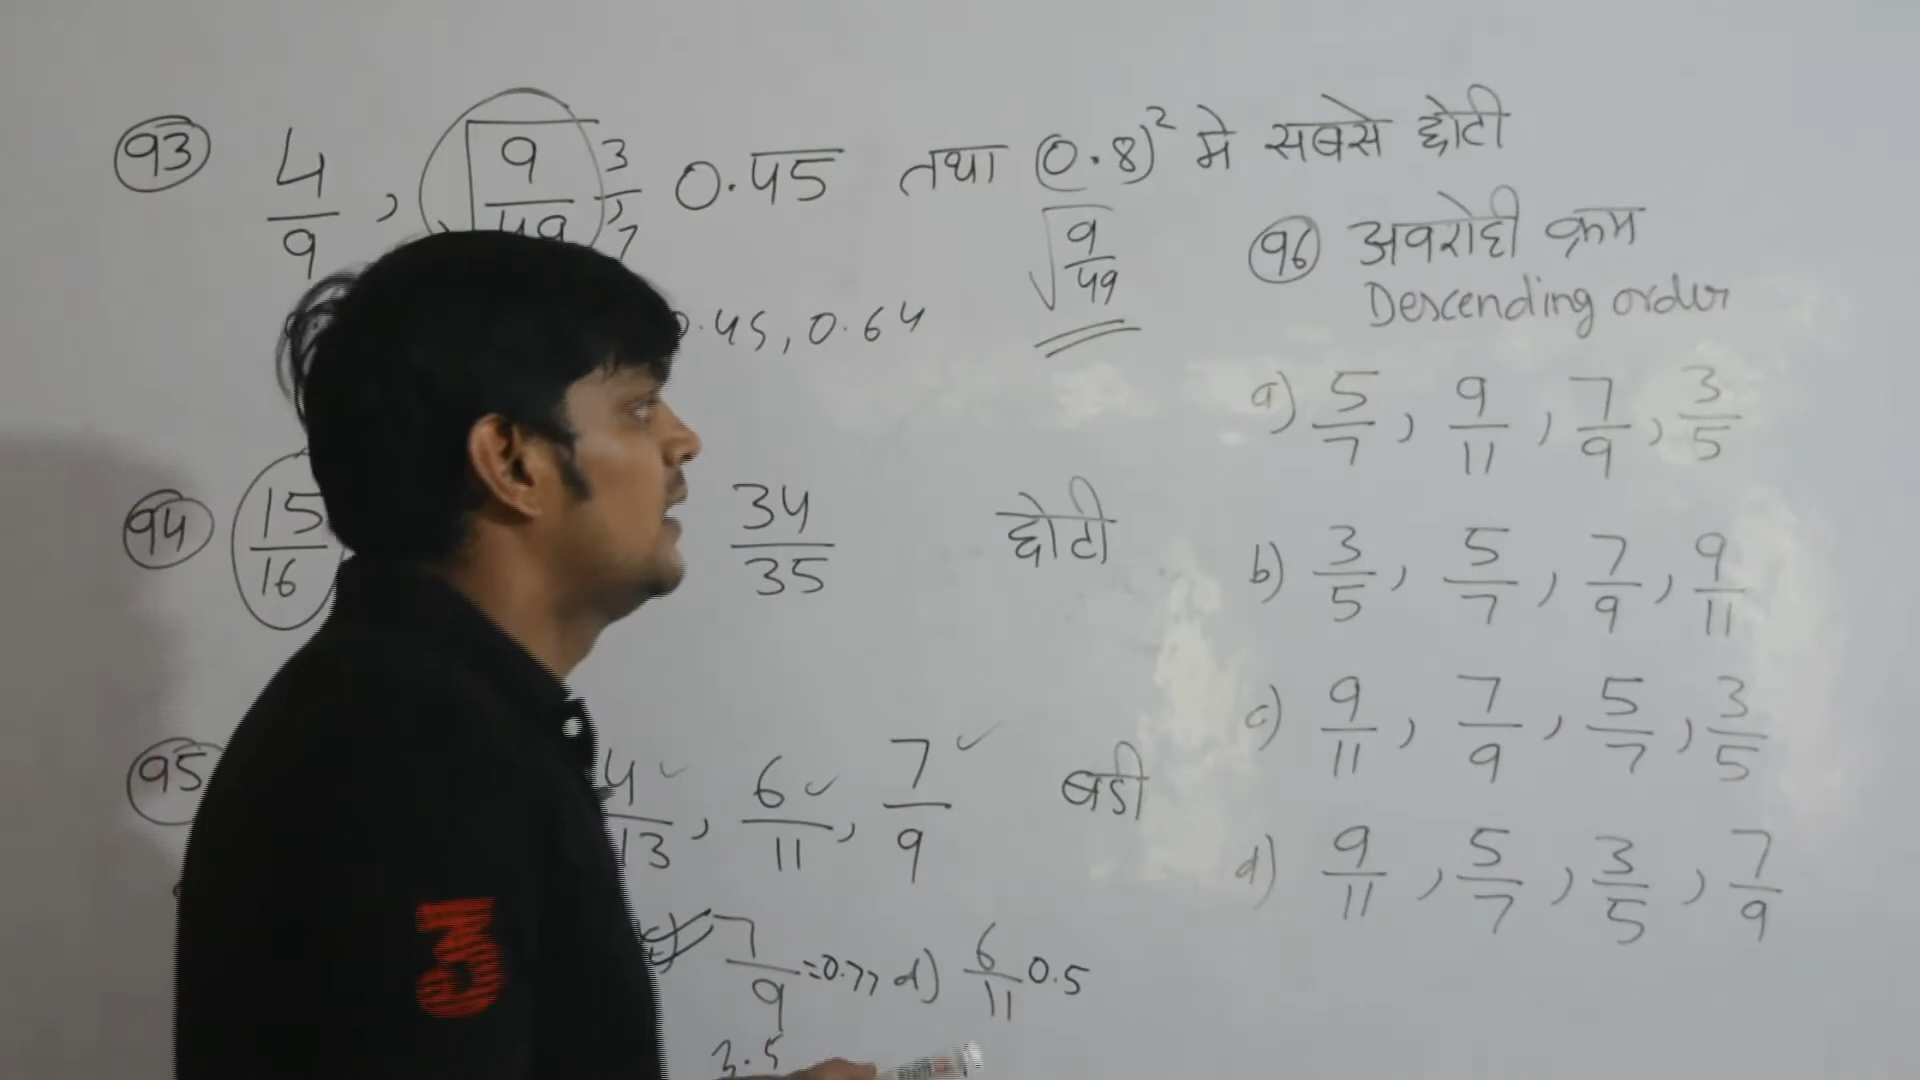 93 4/9, √9/49 3/7, 0.45 तथा (0.8)² मे सबसे छोटी
√9/49
0.45, 0.64
94 15/16 34/35 छोटी
95 4/13, 6/11, 7/9 बडी
7/9 =0.77 d) 6/11 0.5
3.5
96 अवरोही क्रम
Descending order
a) 5/7, 9/11, 7/9, 3/5
b) 3/5, 5/7, 7/9, 9/11
c) 9/11, 7/9, 5/7, 3/5
d) 9/11, 5/7, 3/5, 7/9